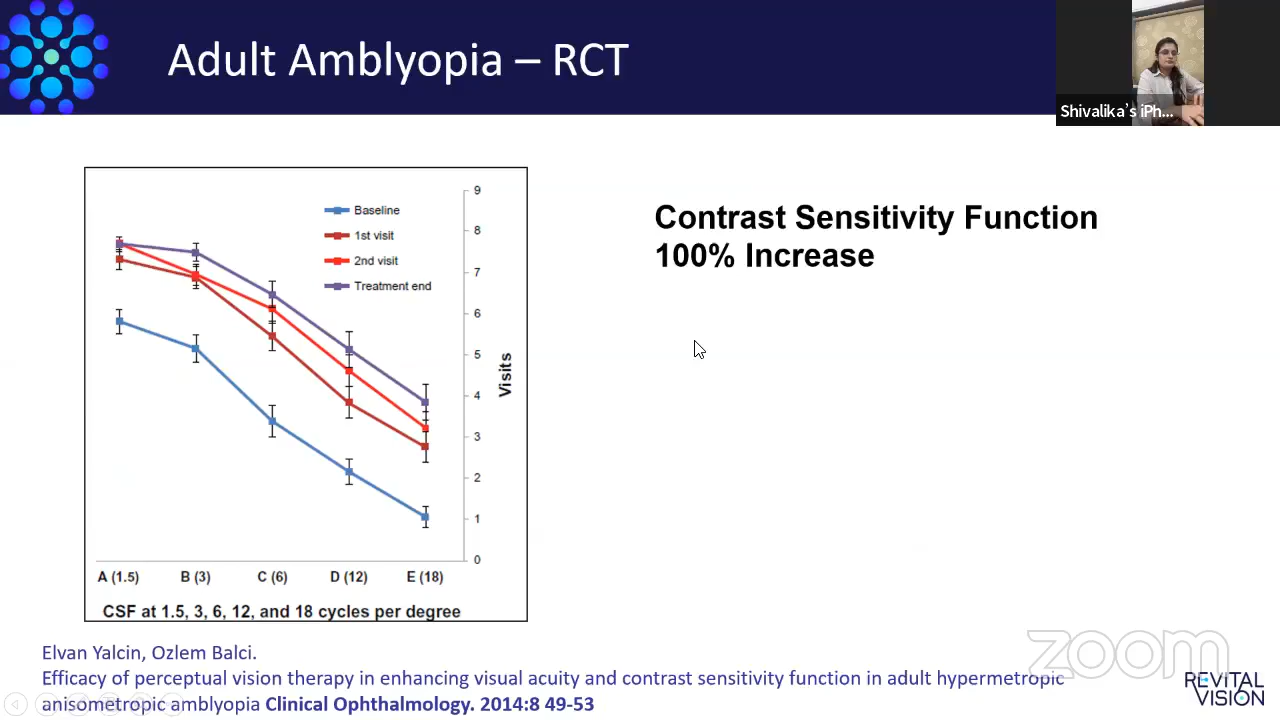 Adult Amblyopia – RCT
Shivalika's iPh...
Contrast Sensitivity Function
100% Increase
Baseline
1st visit
2nd visit
Treatment end
9
8
7
6
5
4
3
2
1
0
Visits
A (1.5) B (3) C (6) D (12) E (18)
CSF at 1.5, 3, 6, 12, and 18 cycles per degree
Elvan Yalcin, Ozlem Balci.
Efficacy of perceptual vision therapy in enhancing visual acuity and contrast sensitivity function in adult hypermetropic
anisometropic amblyopia Clinical Ophthalmology. 2014:8 49-53
zoom
REVITAL
VISION